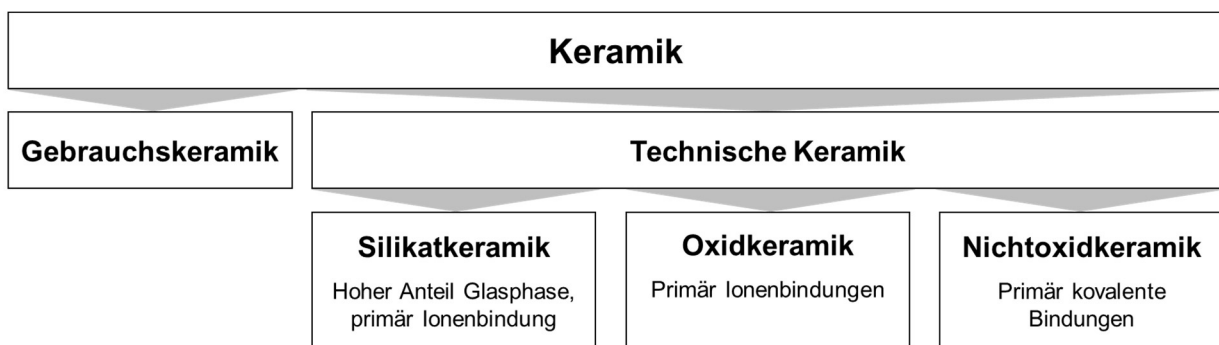 Keramik
Gebrauchskeramik
Technische Keramik
Silikatkeramik
Hoher Anteil Glasphase,
primär Ionenbindung
Oxidkeramik
Primär Ionenbindungen
Nichtoxidkeramik
Primär kovalente
Bindungen